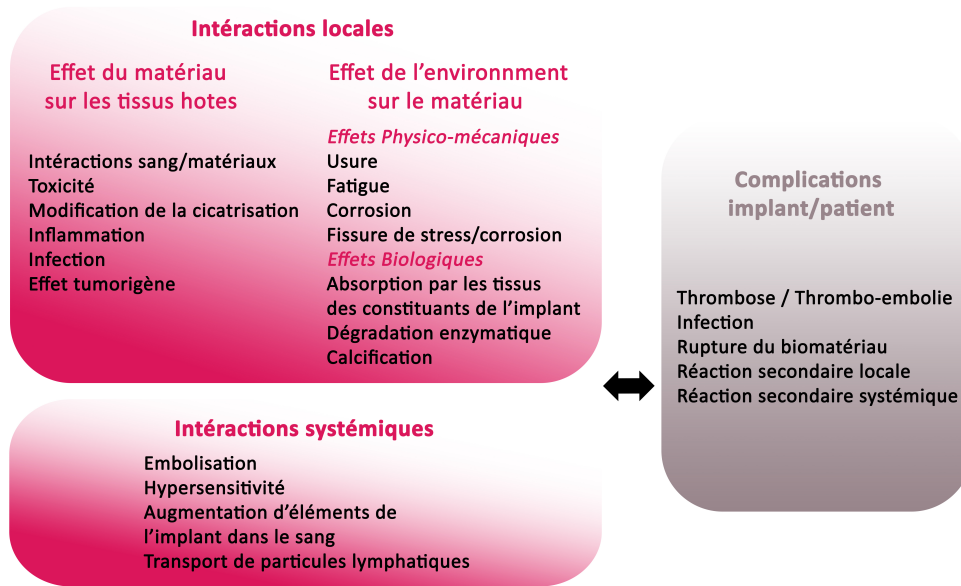 Intéractions locales
Effet du matériau
sur les tissus hotes
Intéractions sang/matériaux
Toxicité
Modification de la cicatrisation
Inflammation
Infection
Effet tumorigène
Effet de l’environnment
sur le matériau
Effets Physico-mécaniques
Usure
Fatigue
Corrosion
Fissure de stress/corrosion
Effets Biologiques
Absorption par les tissus
des constituants de l’implant
Dégradation enzymatique
Calcification
Intéractions systémiques
Embolisation
Hypersensitivité
Augmentation d’éléments de
l’implant dans le sang
Transport de particules lymphatiques
Complications
implant/patient
Thrombose / Thrombo-embolie
Infection
Rupture du biomatériau
Réaction secondaire locale
Réaction secondaire systémique